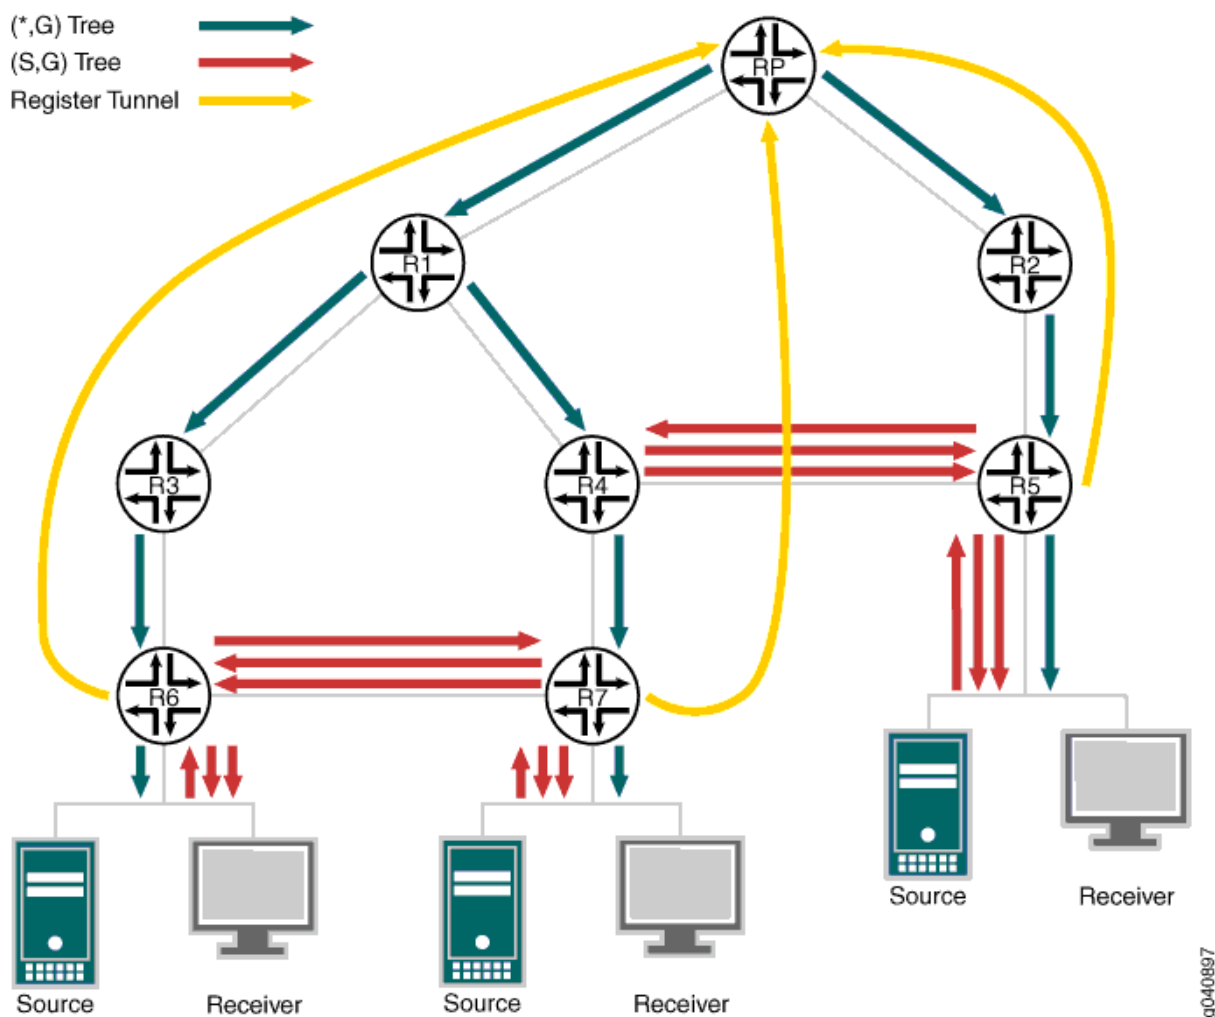 (*,G) Tree
(S,G) Tree
Register Tunnel
RP
R1
R2
R3
R4
R5
R6
R7
Source
Receiver
Source
Receiver
Source
Receiver
g040897